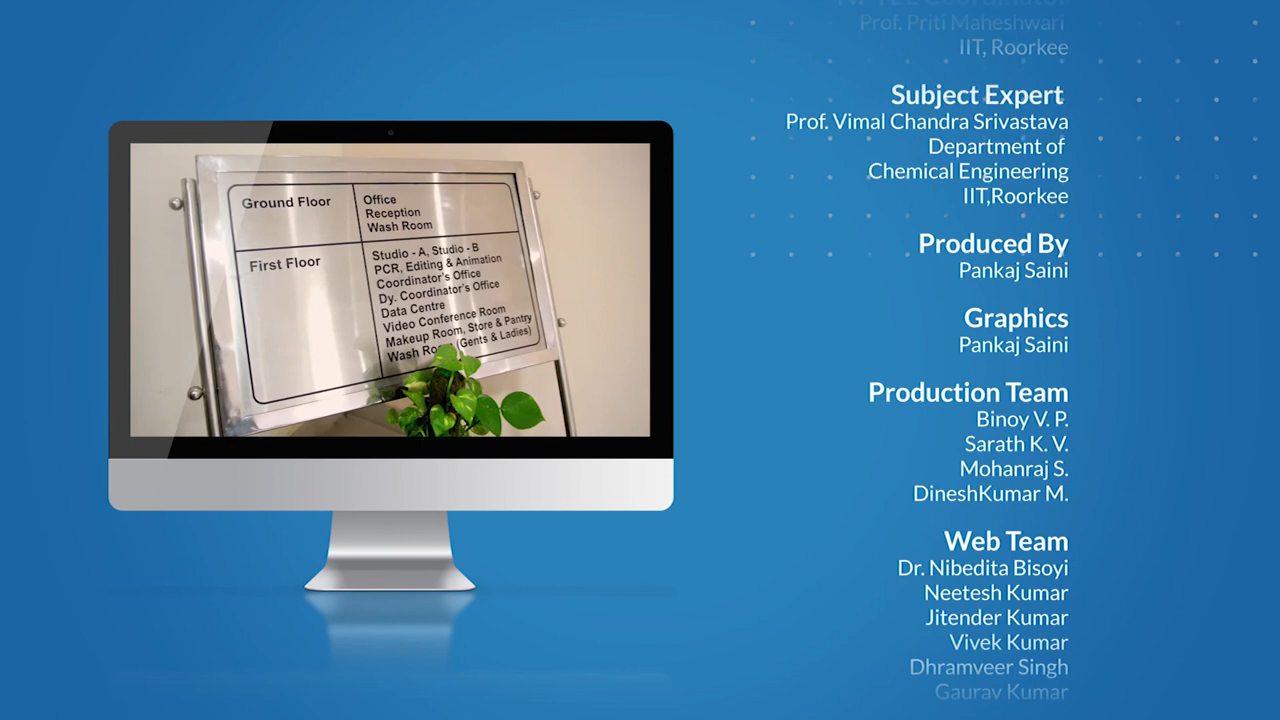 Ground Floor
Office
Reception
Wash Room
First Floor
Studio - A, Studio - B
PCR, Editing & Animation
Coordinator's Office
Dy. Coordinator's Office
Data Centre
Video Conference Room
Makeup Room, Store & Pantry
Wash Room (Gents & Ladies)
Prof. Priti Maheshwari
IIT, Roorkee
Subject Expert
Prof. Vimal Chandra Srivastava
Department of
Chemical Engineering
IIT,Roorkee
Produced By
Pankaj Saini
Graphics
Pankaj Saini
Production Team
Binoy V. P.
Sarath K. V.
Mohanraj S.
DineshKumar M.
Web Team
Dr. Nibedita Bisoyi
Neetesh Kumar
Jitender Kumar
Vivek Kumar
Dhramveer Singh
Gaurav Kumar